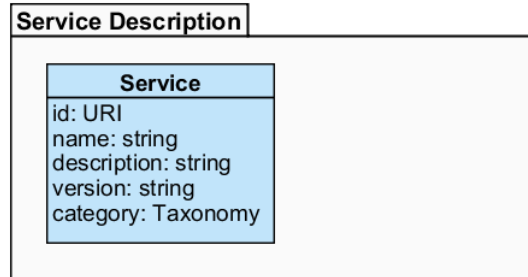 Service Description
Service
id: URI
name: string
description: string
version: string
category: Taxonomy